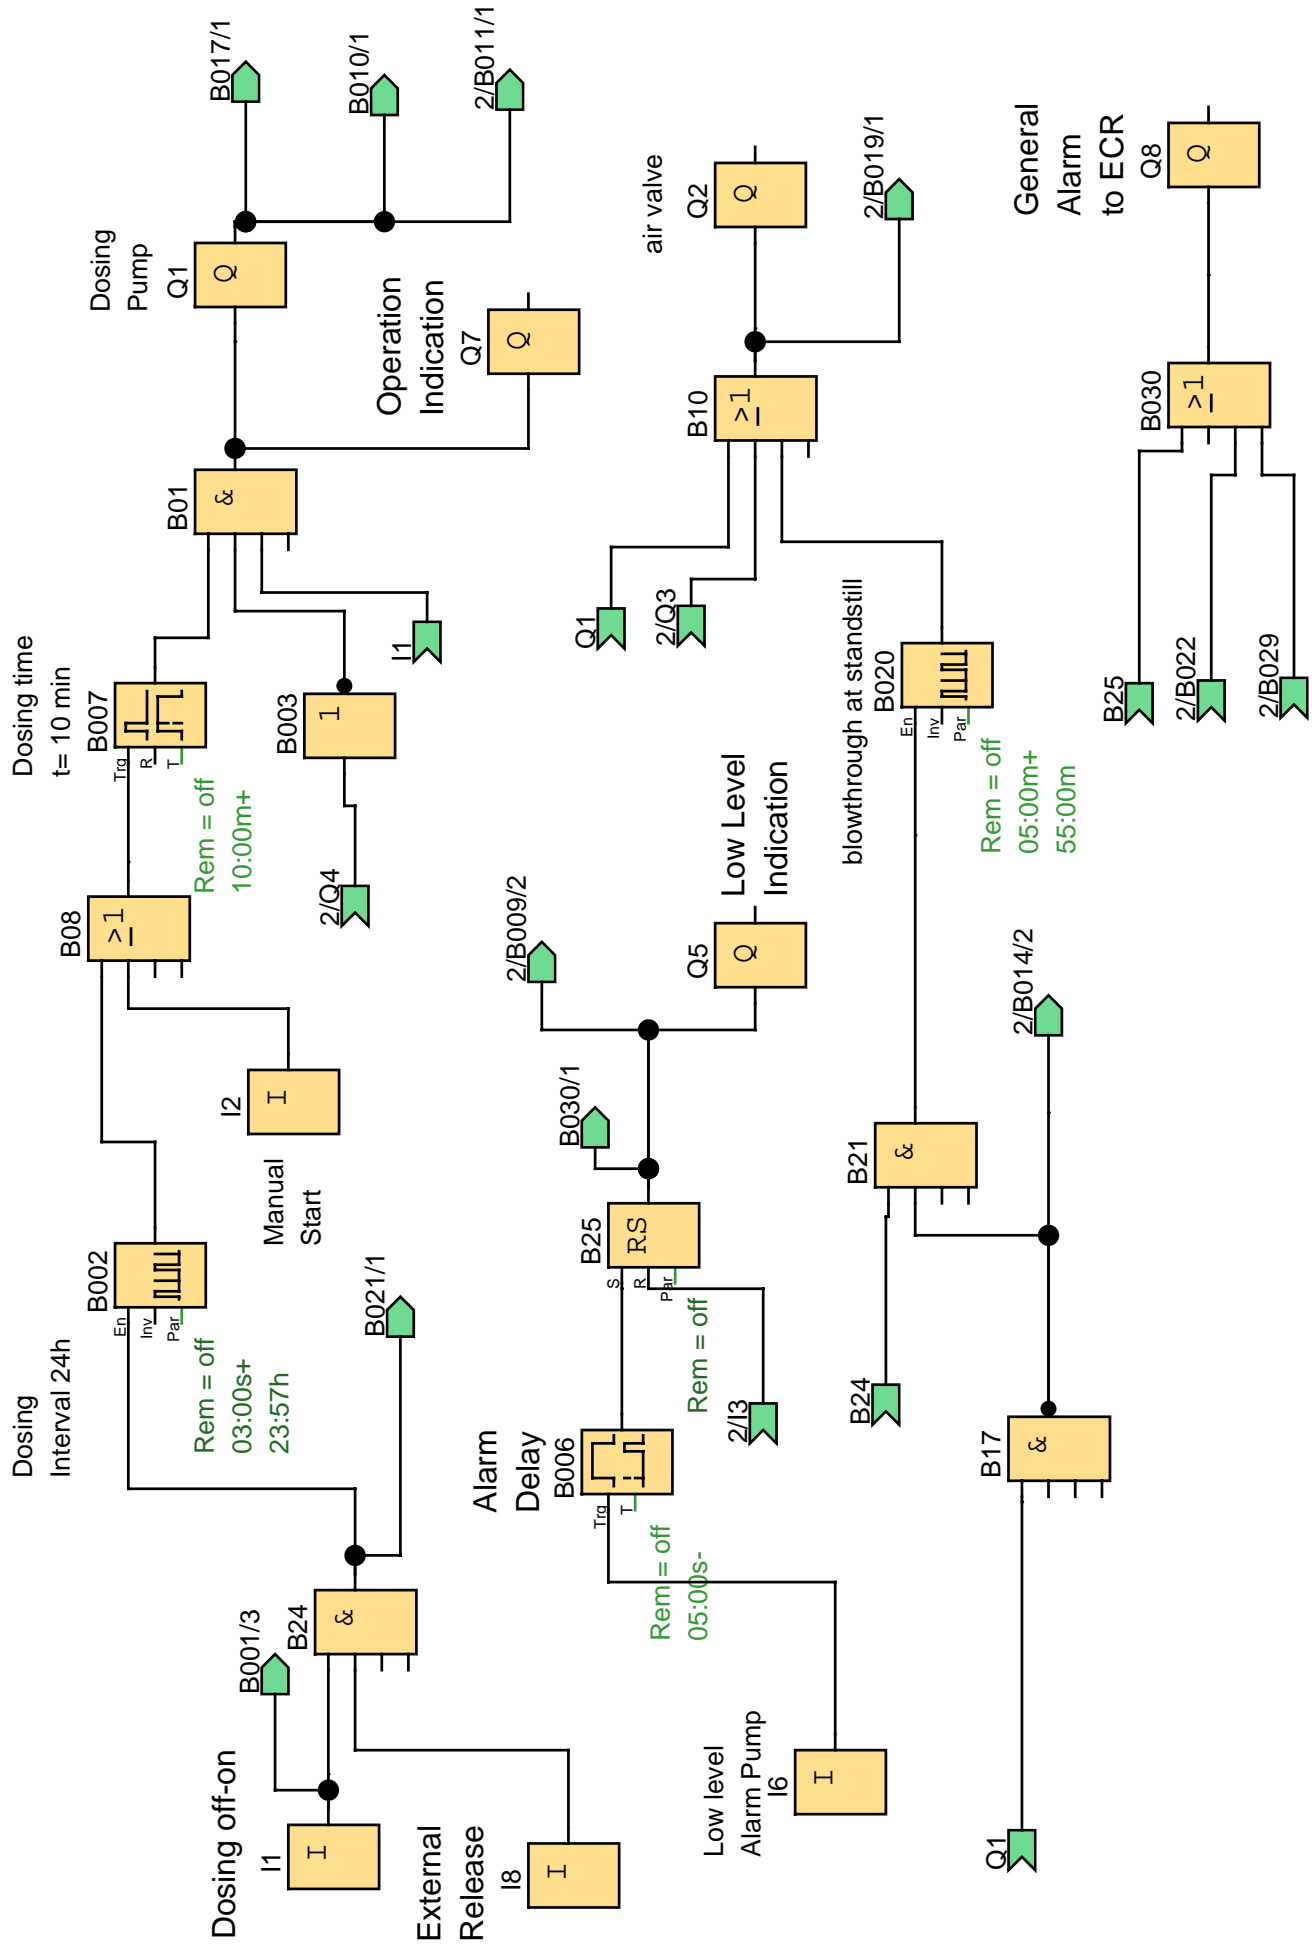 Dosing off-on
I1
I
B001/3
External
Release
I8
I
B24
&
B021/1
Dosing
Interval 24h
B002
En
Inv
Par
Rem = off
03:00s+
23:57h
Manual
Start
I2
I
B08
>1
Dosing time
t= 10 min
B007
Trg
R
T
Rem = off
10:00m+
2/Q4
B003
1
I1
B01
&
Dosing
Pump
Q1
Q
Operation
Indication
Q7
Q
B017/1
B010/1
2/B011/1
Low level
Alarm Pump
I6
I
Alarm
Delay
B006
Trg
T
Rem = off
05:00s-
2/I3
B25
RS
S
R
Par
Rem = off
B030/1
2/B009/2
Q5
Q
Low Level
Indication
Q1
2/Q3
B10
>1
air valve
Q2
Q
2/B019/1
Q1
B17
&
B24
B21
&
2/B014/2
blowthrough at standstill
B020
En
Inv
Par
Rem = off
05:00m+
55:00m
B25
2/B022
2/B029
B030
>1
General
Alarm
to ECR
Q8
Q